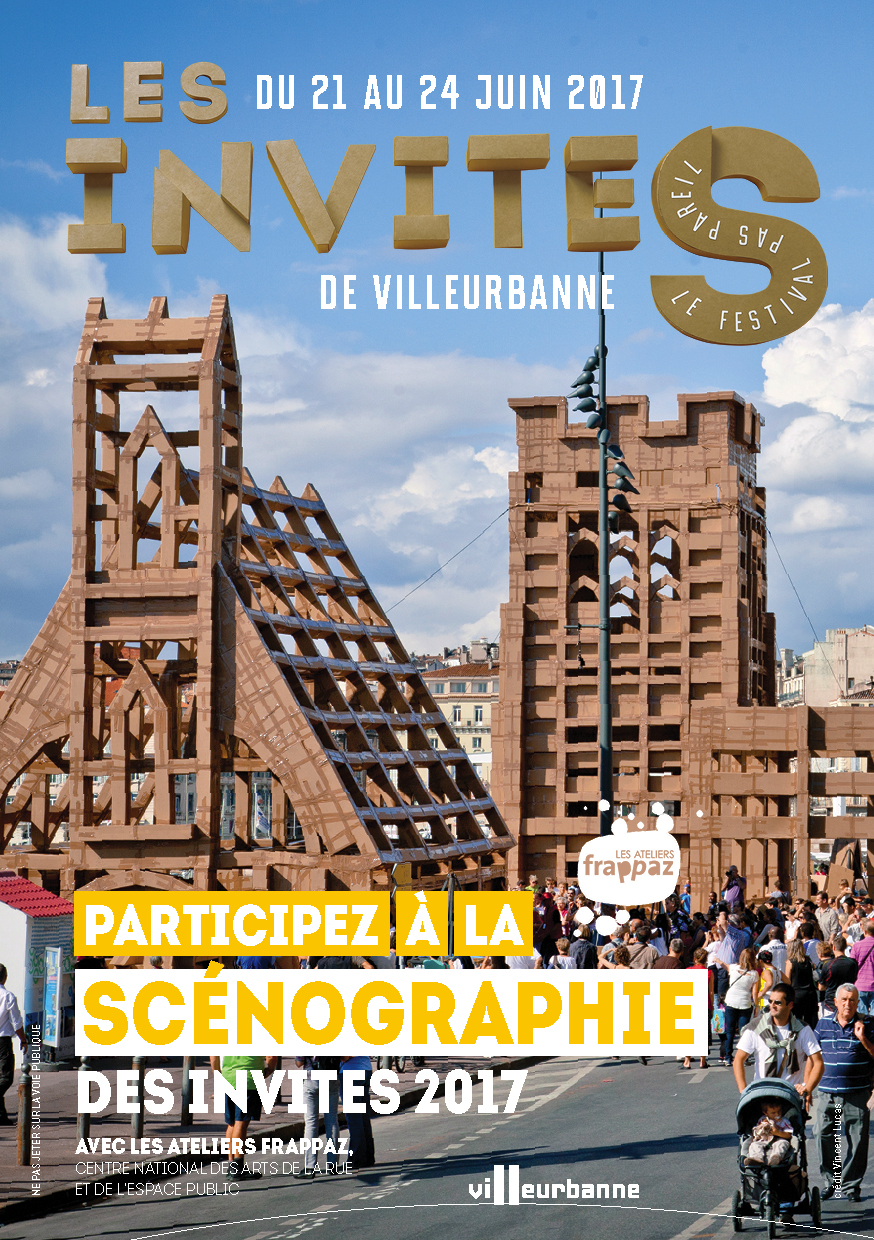 LES
DU 21 AU 24 JUIN 2017
INVITES
LE FESTIVAL
PAS PAREIL
DE VILLEURBANNE
LES ATELIERS
frappaz
PARTICIPEZ À LA
SCÉNOGRAPHIE
DES INVITES 2017
AVEC LES ATELIERS FRAPPAZ,
CENTRE NATIONAL DES ARTS DE LA RUE
ET DE L'ESPACE PUBLIC
villeurbanne
NE PAS JETER SUR LA VOIE PUBLIQUE
Crédit Vincent Lucas